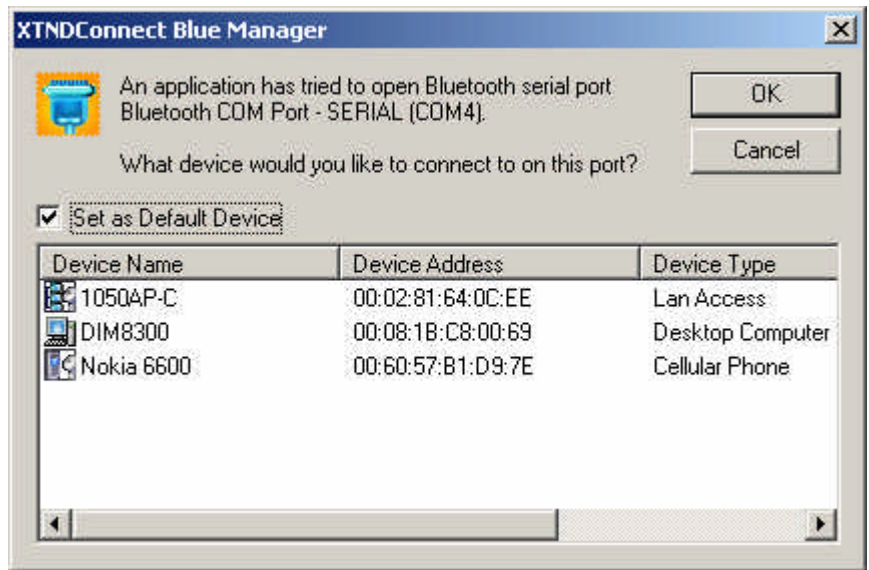 XTNDConnect Blue Manager
An application has tried to open Bluetooth serial port
Bluetooth COM Port - SERIAL (COM4).
What device would you like to connect to on this port?
OK
Cancel
Set as Default Device
Device Name Device Address Device Type
1050AP-C 00:02:81:64:0C:EE Lan Access
DIM8300 00:08:1B:C8:00:69 Desktop Computer
Nokia 6600 00:60:57:B1:D9:7E Cellular Phone